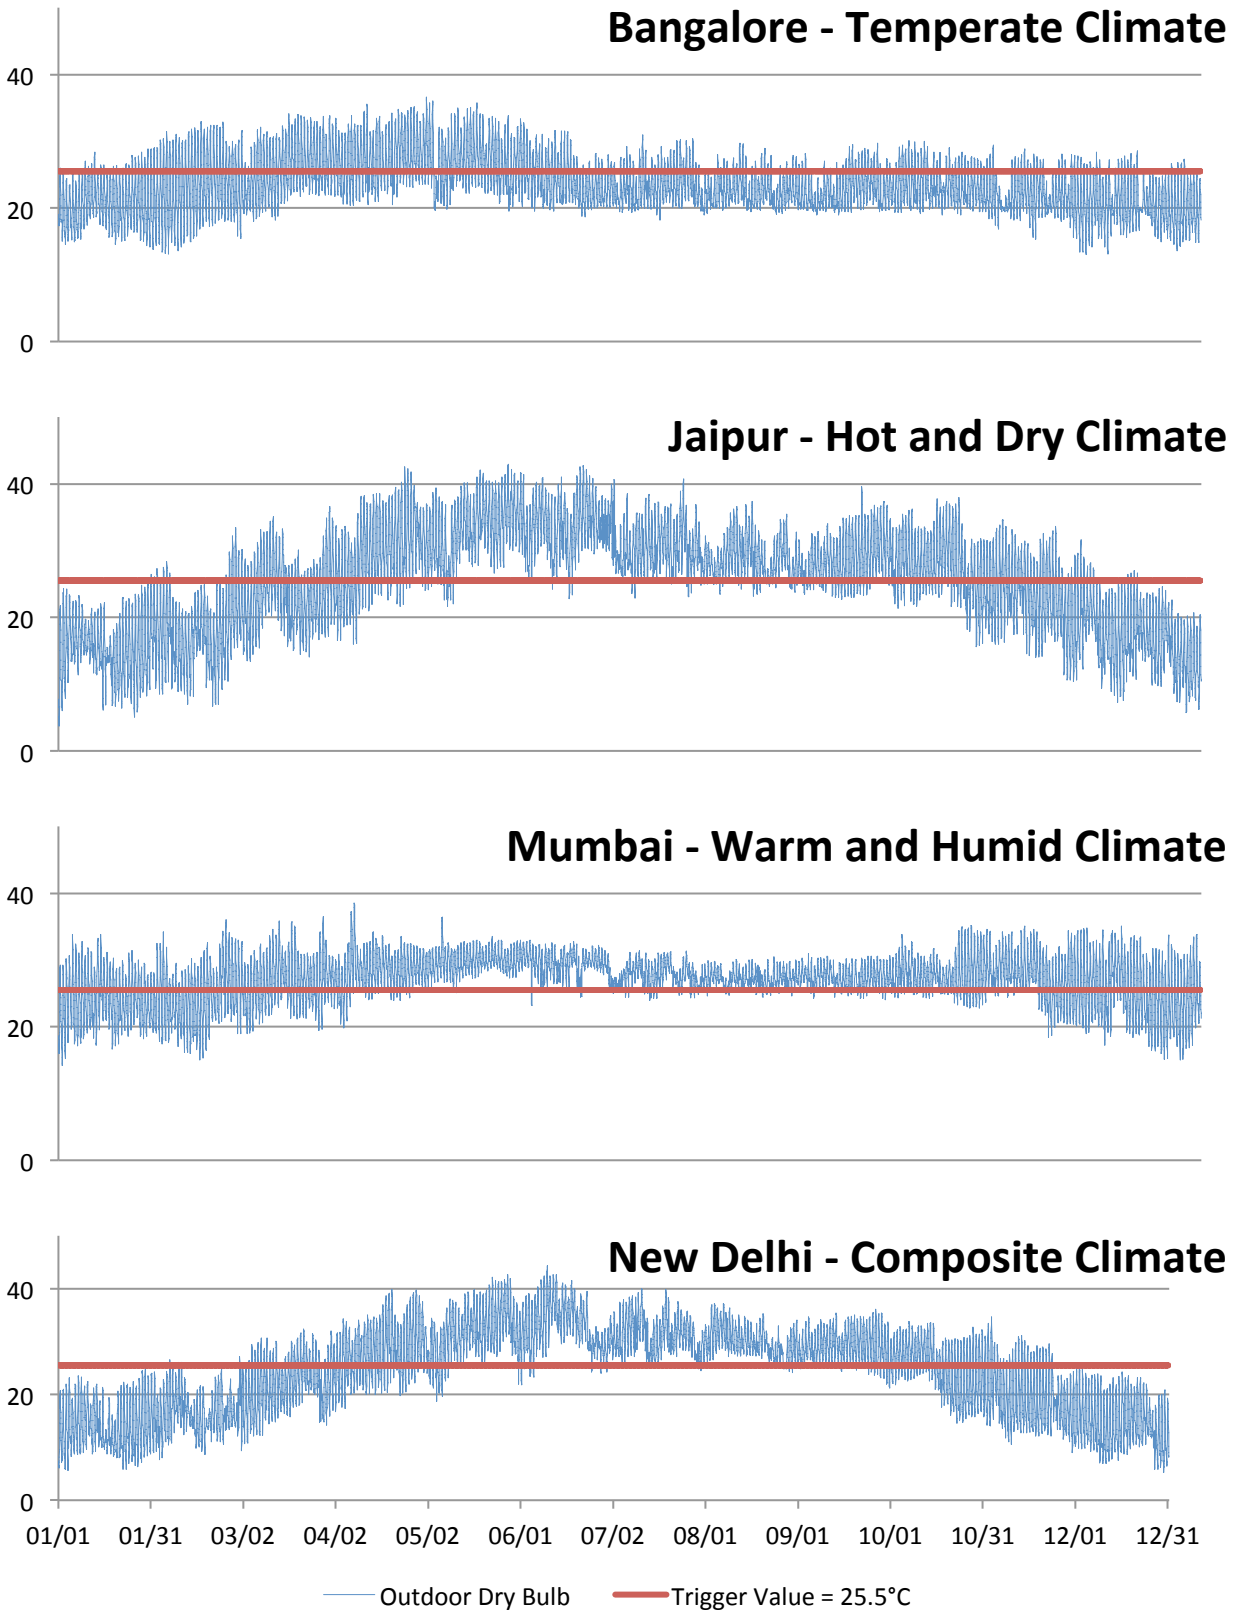 Bangalore - Temperate Climate
40
20
0
Jaipur - Hot and Dry Climate
40
20
0
Mumbai - Warm and Humid Climate
40
20
0
New Delhi - Composite Climate
40
20
0
01/01 01/31 03/02 04/02 05/02 06/01 07/02 08/01 09/01 10/01 10/31 12/01 12/31
Outdoor Dry Bulb Trigger Value = 25.5°C